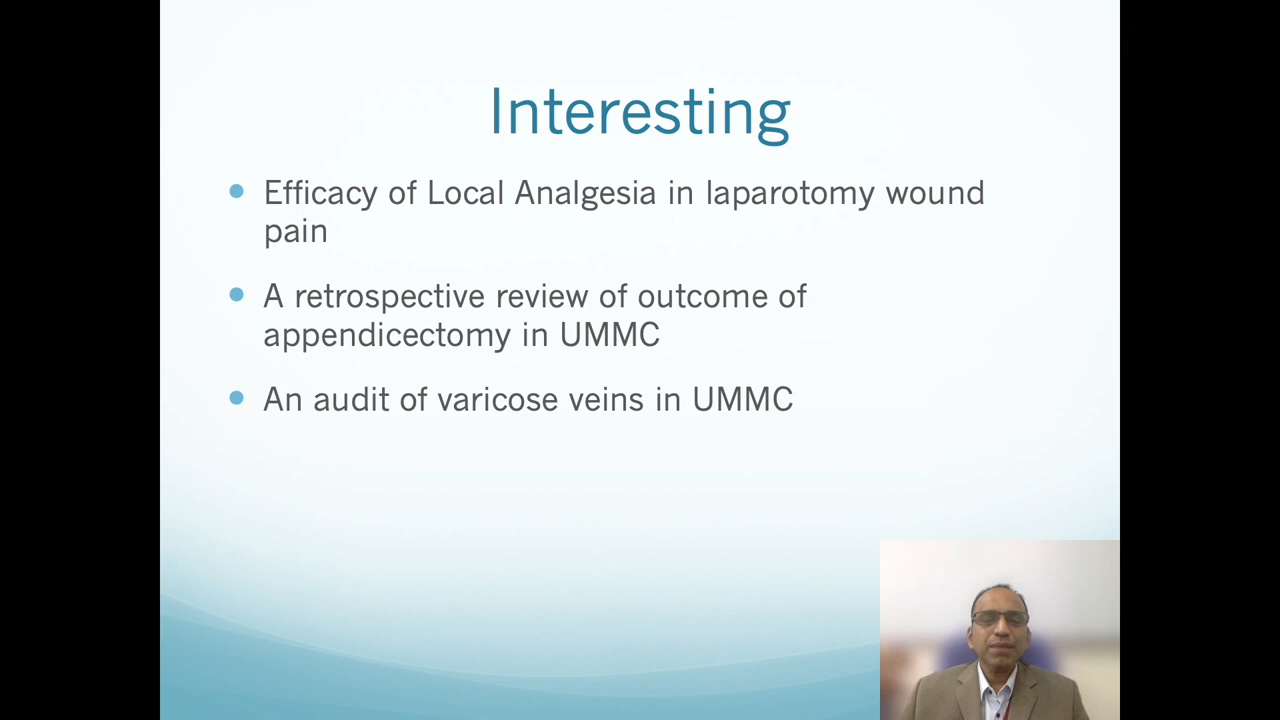 Interesting
Efficacy of Local Analgesia in laparotomy wound
pain
A retrospective review of outcome of
appendicectomy in UMMC
An audit of varicose veins in UMMC